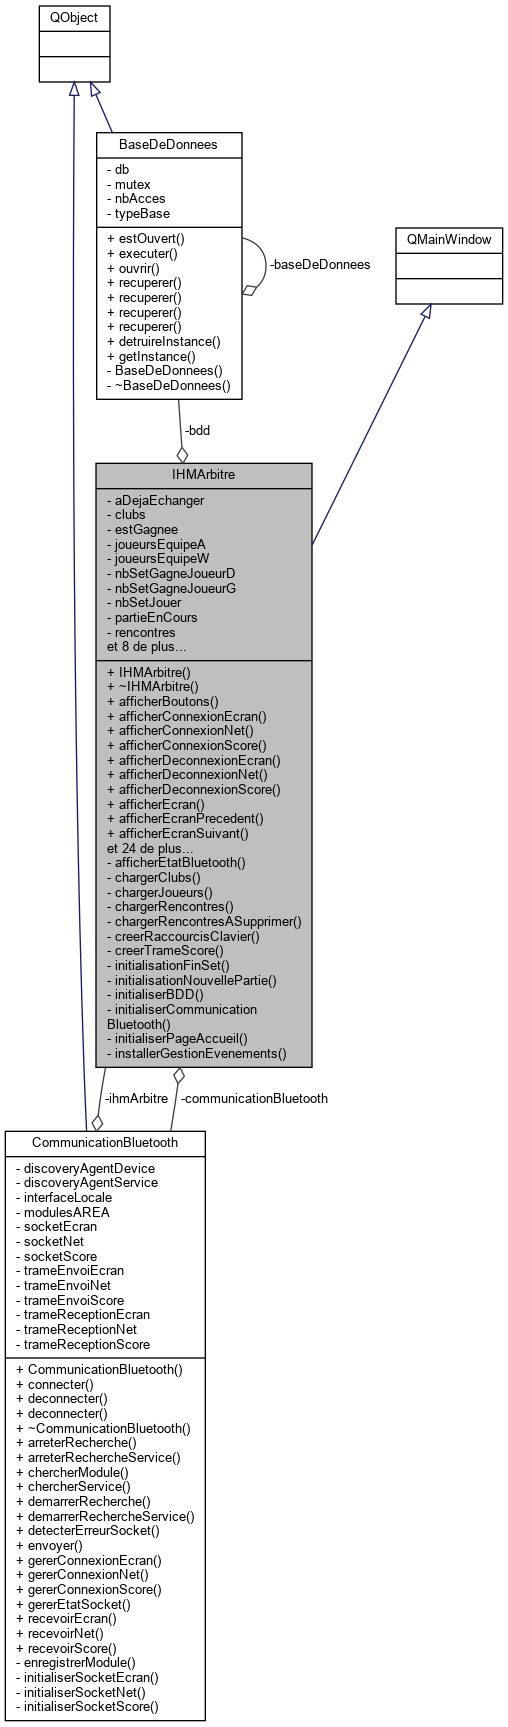 QObject
BaseDeDonnees
- db
- mutex
- nbAcces
- typeBase
+ estOuvert()
+ executer()
+ ouvrir()
+ recuperer()
+ recuperer()
+ recuperer()
+ recuperer()
+ detruireInstance()
+ getInstance()
- BaseDeDonnees()
- ~BaseDeDonnees()
-baseDeDonnees
QMainWindow
-bdd
IHMArbitre
- aDejaEchanger
- clubs
- estGagnee
- joueursEquipeA
- joueursEquipeW
- nbSetGagneJoueurD
- nbSetGagneJoueurG
- nbSetJouer
- partieEnCours
- rencontres
et 8 de plus...
+ IHMArbitre()
+ ~IHMArbitre()
+ afficherBoutons()
+ afficherConnexionEcran()
+ afficherConnexionNet()
+ afficherConnexionScore()
+ afficherDeconnexionEcran()
+ afficherDeconnexionNet()
+ afficherDeconnexionScore()
+ afficherEcran()
+ afficherEcranPrecedent()
+ afficherEcranSuivant()
et 24 de plus...
- afficherEtatBluetooth()
- chargerClubs()
- chargerJoueurs()
- chargerRencontres()
- chargerRencontresASupprimer()
- creerRaccourcisClavier()
- creerTrameScore()
- initialisationFinSet()
- initialisationNouvellePartie()
- initialiserBDD()
- initialiserCommunication
Bluetooth()
- initialiserPageAccueil()
- installerGestionEvenements()
-ihmArbitre
-communicationBluetooth
CommunicationBluetooth
- discoveryAgentDevice
- discoveryAgentService
- interfaceLocale
- modulesAREA
- socketEcran
- socketNet
- socketScore
- trameEnvoiEcran
- trameEnvoiNet
- trameEnvoiScore
- trameReceptionEcran
- trameReceptionNet
- trameReceptionScore
+ CommunicationBluetooth()
+ connecter()
+ deconnecter()
+ deconnecter()
+ ~CommunicationBluetooth()
+ arreterRecherche()
+ arreterRechercheService()
+ chercherModule()
+ chercherService()
+ demarrerRecherche()
+ demarrerRechercheService()
+ detecterErreurSocket()
+ envoyer()
+ gererConnexionEcran()
+ gererConnexionNet()
+ gererConnexionScore()
+ gererEtatSocket()
+ recevoirEcran()
+ recevoirNet()
+ recevoirScore()
- enregistrerModule()
- initialiserSocketEcran()
- initialiserSocketNet()
- initialiserSocketScore()